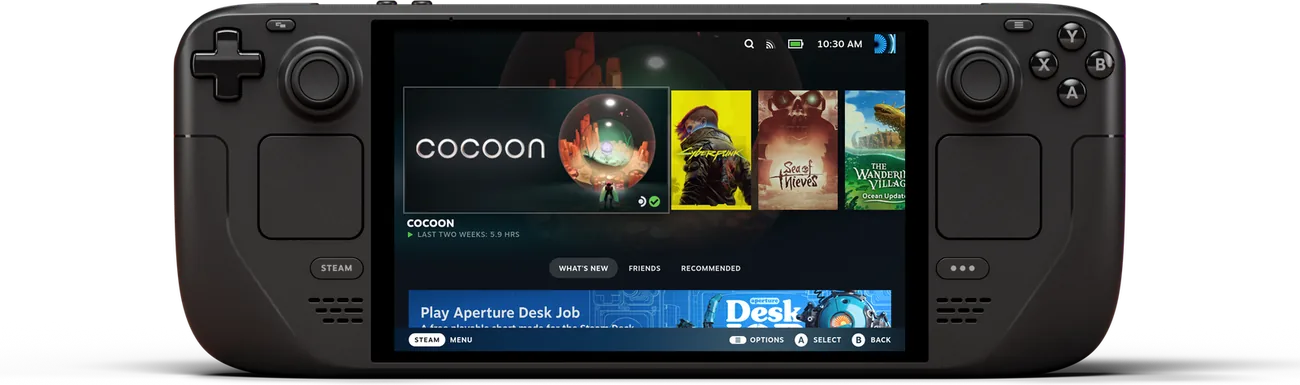 10:30 AM
Y
X
B
A
COCOON
CYBERPUNK
Sea of
Thieves
THE
WANDERING
VILLAGE
Ocean Update
COCOON
LAST TWO WEEKS: 5.9 HRS
STEAM
WHAT'S NEW
FRIENDS
RECOMMENDED
Play Aperture Desk Job
aperture
Desk
STEAM
MENU
OPTIONS
A
SELECT
B
BACK